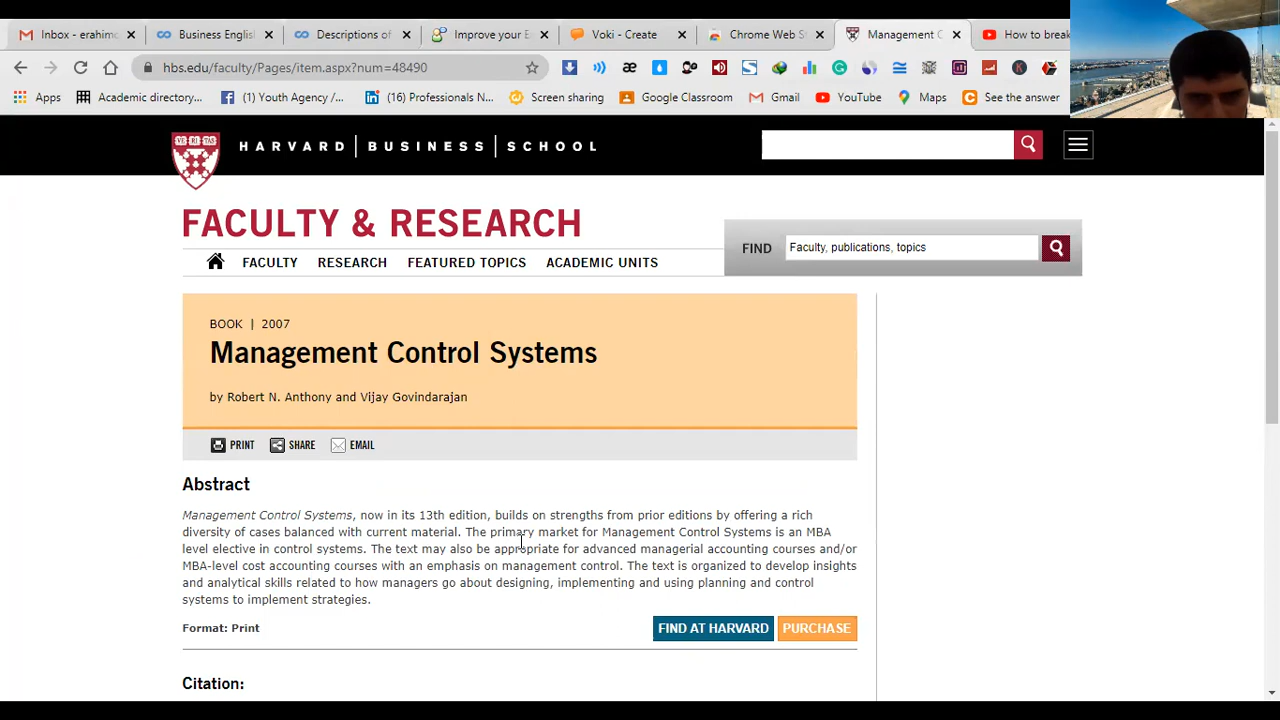 Inbox - erahimc
Business English
Descriptions of
Improve your E
Voki - Create
Chrome Web S
Management C
How to break
hbs.edu/faculty/Pages/item.aspx?num=48490
Apps
Academic directory...
(1) Youth Agency /...
(16) Professionals N...
Screen sharing
Google Classroom
Gmail
YouTube
Maps
See the answer
HARVARD | BUSINESS | SCHOOL
FACULTY & RESEARCH
FIND
Faculty, publications, topics
FACULTY
RESEARCH
FEATURED TOPICS
ACADEMIC UNITS
BOOK | 2007
Management Control Systems
by Robert N. Anthony and Vijay Govindarajan
PRINT
SHARE
EMAIL
Abstract
Management Control Systems, now in its 13th edition, builds on strengths from prior editions by offering a rich
diversity of cases balanced with current material. The primary market for Management Control Systems is an MBA
level elective in control systems. The text may also be appropriate for advanced managerial accounting courses and/or
MBA-level cost accounting courses with an emphasis on management control. The text is organized to develop insights
and analytical skills related to how managers go about designing, implementing and using planning and control
systems to implement strategies.
Format: Print
FIND AT HARVARD
PURCHASE
Citation: